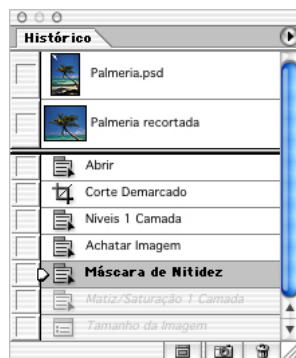 Histórico
Palmeria.psd
Palmeria recortada
Abrir
Corte Demarcado
Niveis 1 Camada
Achatar Imagem
Máscara de Nitidez
Matiz/Saturação 1 Camada
Tamanho da Imagem